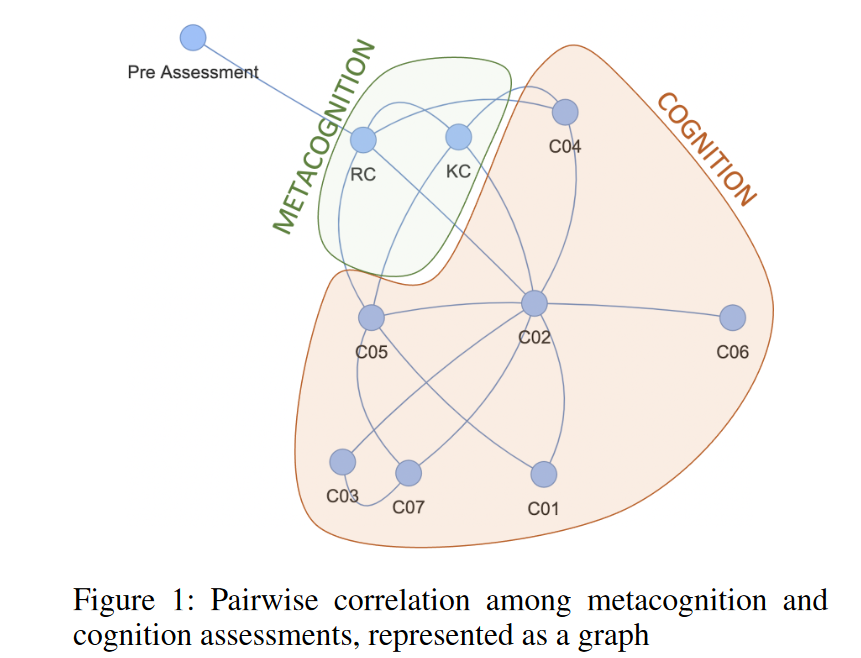 Pre Assessment
METACOGNITION
COGNITION
RC
KC
C04
C05
C02
C06
C03
C07
C01
Figure 1: Pairwise correlation among metacognition and
cognition assessments, represented as a graph